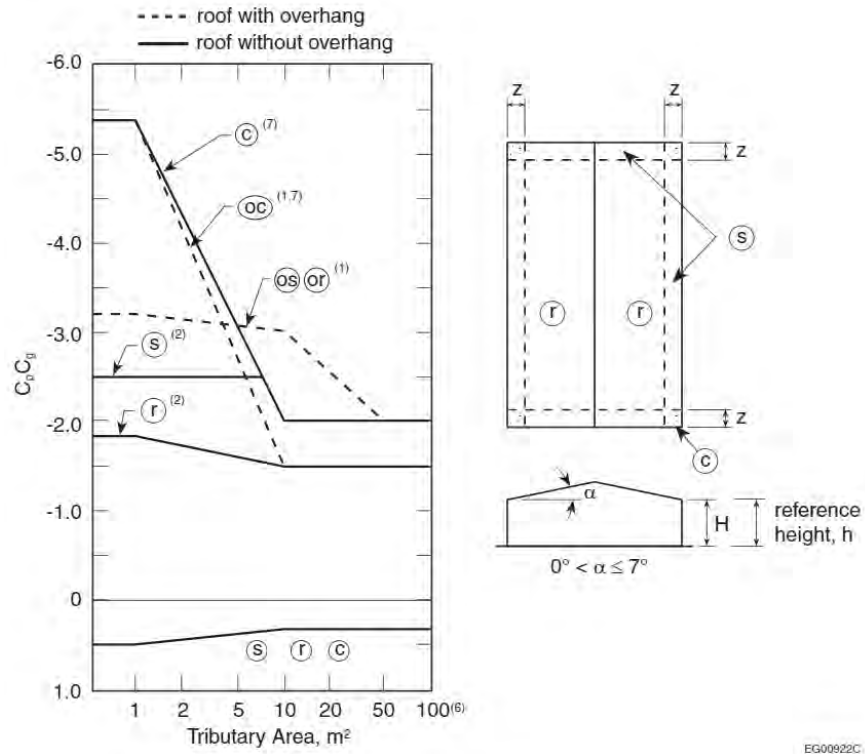 roof with overhang
roof without overhang
-6.0
-5.0
-4.0
-3.0
-2.0
-1.0
0
1.0
CpCg
c (7)
oc (1,7)
os or (1)
s (2)
r (2)
s r c
1 2 5 10 20 50 100(6)
Tributary Area, m²
z z
z
s
r r
z
c
α
H
reference
height, h
0° < α ≤ 7°
EG00922C